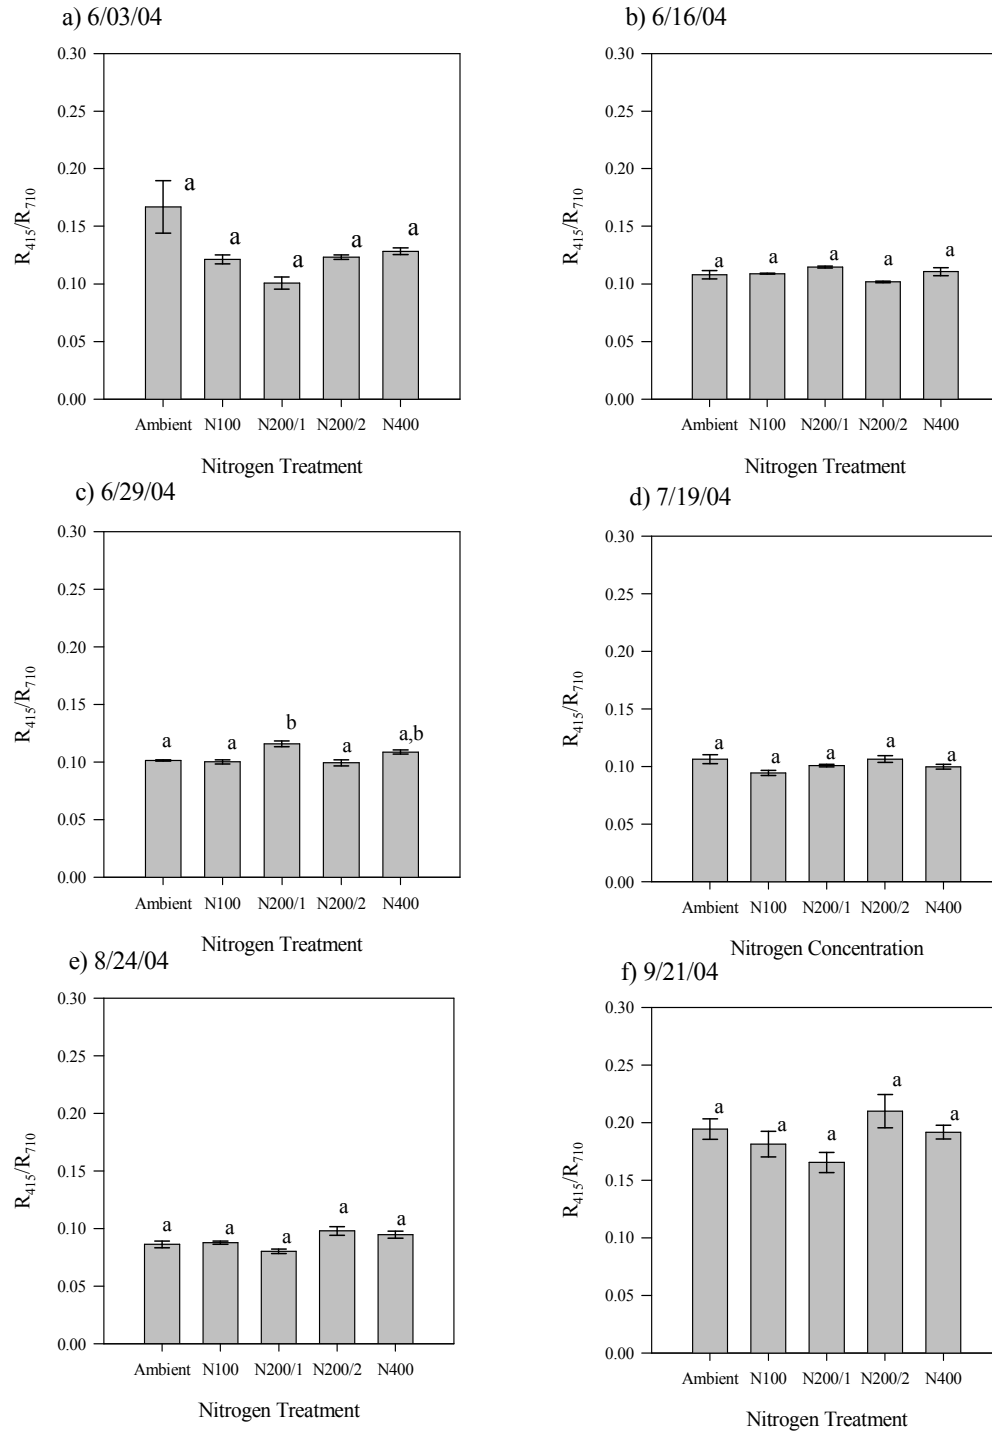 a) 6/03/04
0.30
0.25
0.20
0.15
0.10
0.05
0.00
R415/R710
a
a
a
a
a
Ambient N100 N200/1 N200/2 N400
Nitrogen Treatment
b) 6/16/04
0.30
0.25
0.20
0.15
0.10
0.05
0.00
R415/R710
a
a
a
a
a
Ambient N100 N200/1 N200/2 N400
Nitrogen Treatment
c) 6/29/04
0.30
0.25
0.20
0.15
0.10
0.05
0.00
R415/R710
a
a
b
a
a,b
Ambient N100 N200/1 N200/2 N400
Nitrogen Treatment
d) 7/19/04
0.30
0.25
0.20
0.15
0.10
0.05
0.00
R415/R710
a
a
a
a
a
Ambient N100 N200/1 N200/2 N400
Nitrogen Concentration
e) 8/24/04
0.30
0.25
0.20
0.15
0.10
0.05
0.00
R415/R710
a
a
a
a
a
Ambient N100 N200/1 N200/2 N400
Nitrogen Treatment
f) 9/21/04
0.30
0.25
0.20
0.15
0.10
0.05
0.00
R415/R710
a
a
a
a
a
Ambient N100 N200/1 N200/2 N400
Nitrogen Treatment